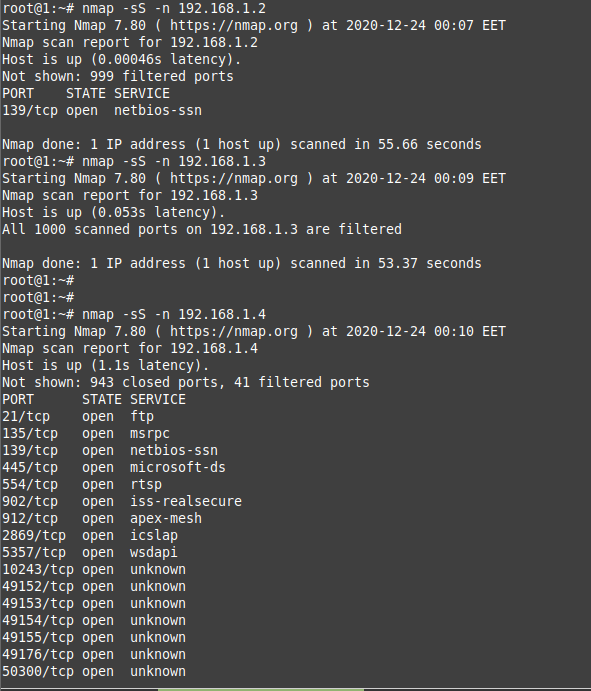 root@1:~# nmap -sS -n 192.168.1.2
Starting Nmap 7.80 ( https://nmap.org ) at 2020-12-24 00:07 EET
Nmap scan report for 192.168.1.2
Host is up (0.00046s latency).
Not shown: 999 filtered ports
PORT    STATE SERVICE
139/tcp open  netbios-ssn

Nmap done: 1 IP address (1 host up) scanned in 55.66 seconds
root@1:~# nmap -sS -n 192.168.1.3
Starting Nmap 7.80 ( https://nmap.org ) at 2020-12-24 00:09 EET
Nmap scan report for 192.168.1.3
Host is up (0.053s latency).
All 1000 scanned ports on 192.168.1.3 are filtered

Nmap done: 1 IP address (1 host up) scanned in 53.37 seconds
root@1:~#
root@1:~#
root@1:~# nmap -sS -n 192.168.1.4
Starting Nmap 7.80 ( https://nmap.org ) at 2020-12-24 00:10 EET
Nmap scan report for 192.168.1.4
Host is up (1.1s latency).
Not shown: 943 closed ports, 41 filtered ports
PORT      STATE SERVICE
21/tcp    open  ftp
135/tcp   open  msrpc
139/tcp   open  netbios-ssn
445/tcp   open  microsoft-ds
554/tcp   open  rtsp
902/tcp   open  iss-realsecure
912/tcp   open  apex-mesh
2869/tcp  open  icslap
5357/tcp  open  wsdapi
10243/tcp open  unknown
49152/tcp open  unknown
49153/tcp open  unknown
49154/tcp open  unknown
49155/tcp open  unknown
49176/tcp open  unknown
50300/tcp open  unknown